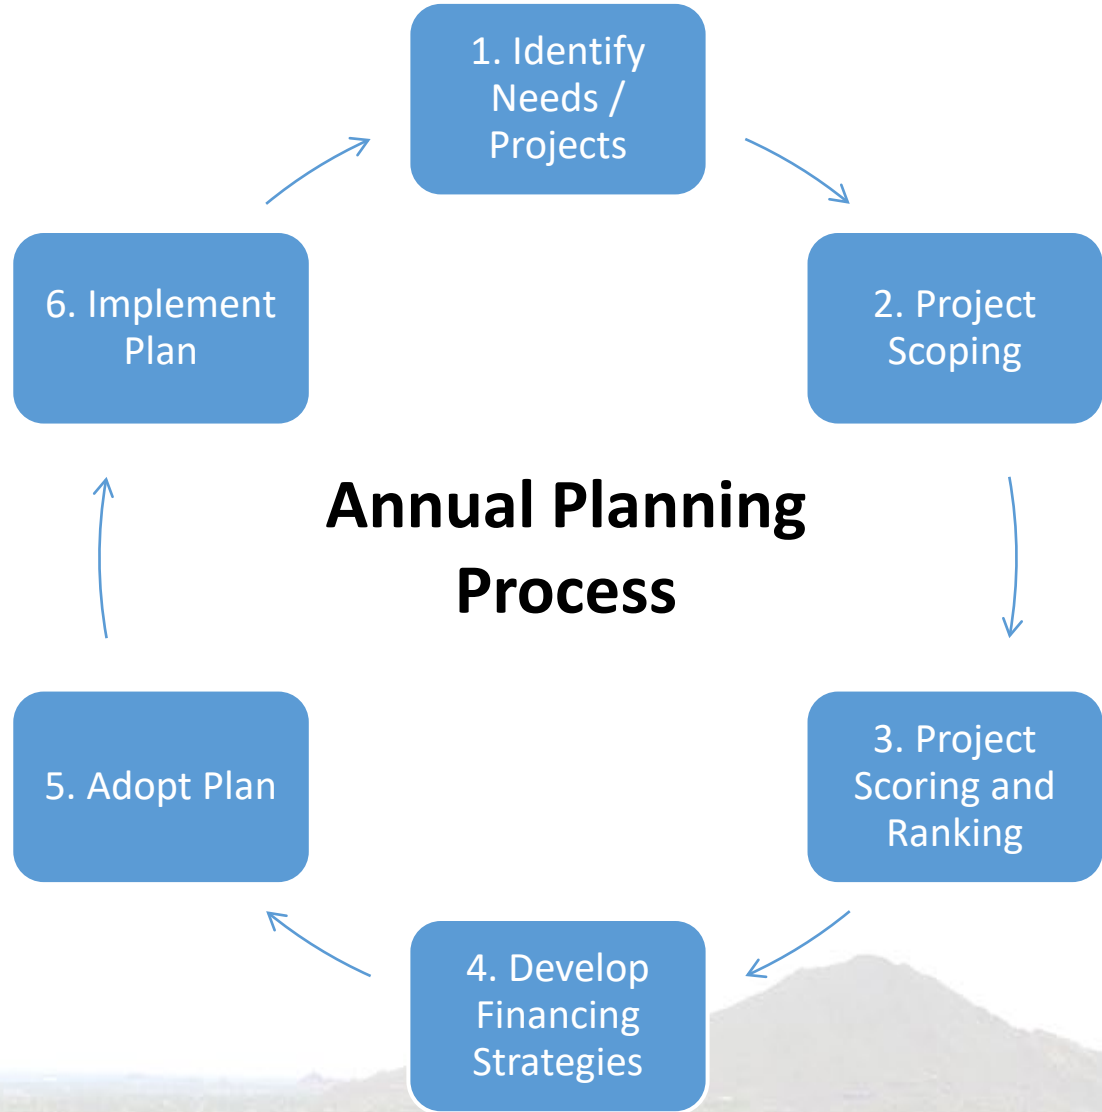 1. Identify
Needs /
Projects
2. Project
Scoping
3. Project
Scoring and
Ranking
4. Develop
Financing
Strategies
5. Adopt Plan
6. Implement
Plan
Annual Planning
Process